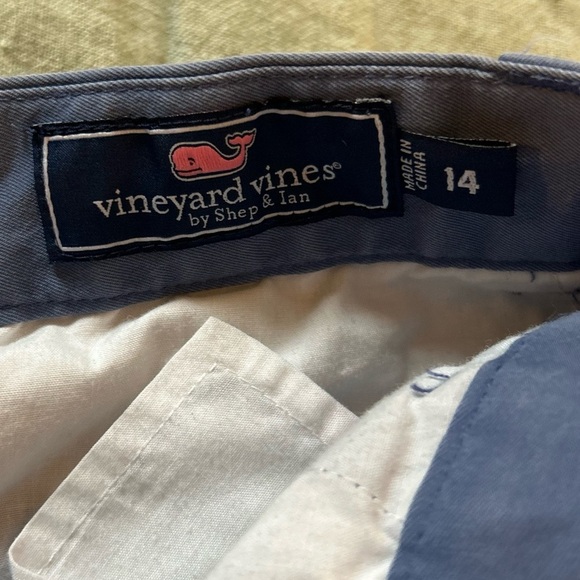 vineyard vines®
by Shep & Ian
MADE IN
CHINA
14